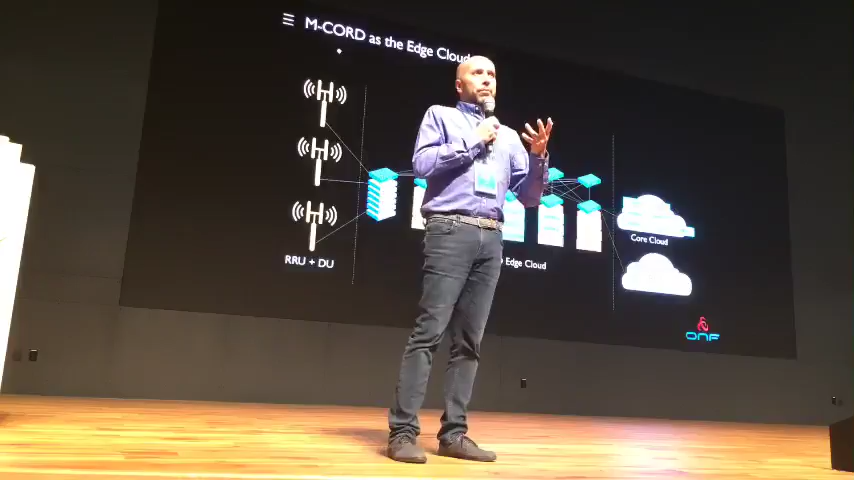 M-CORD as the Edge Cloud
RRU + DU
Edge Cloud
Core Cloud
ONF